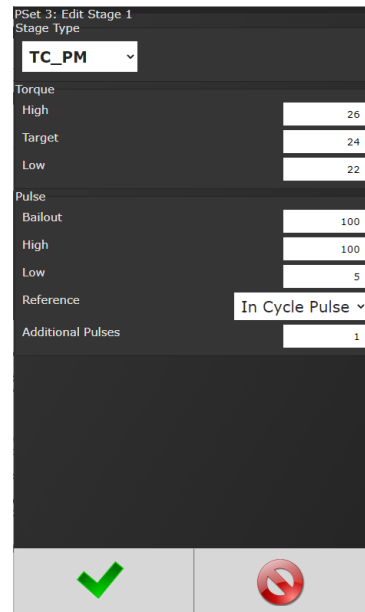 PSet 3: Edit Stage 1
Stage Type
TC_PM
Torque
High 26
Target 24
Low 22
Pulse
Bailout 100
High 100
Low 5
Reference In Cycle Pulse
Additional Pulses 1